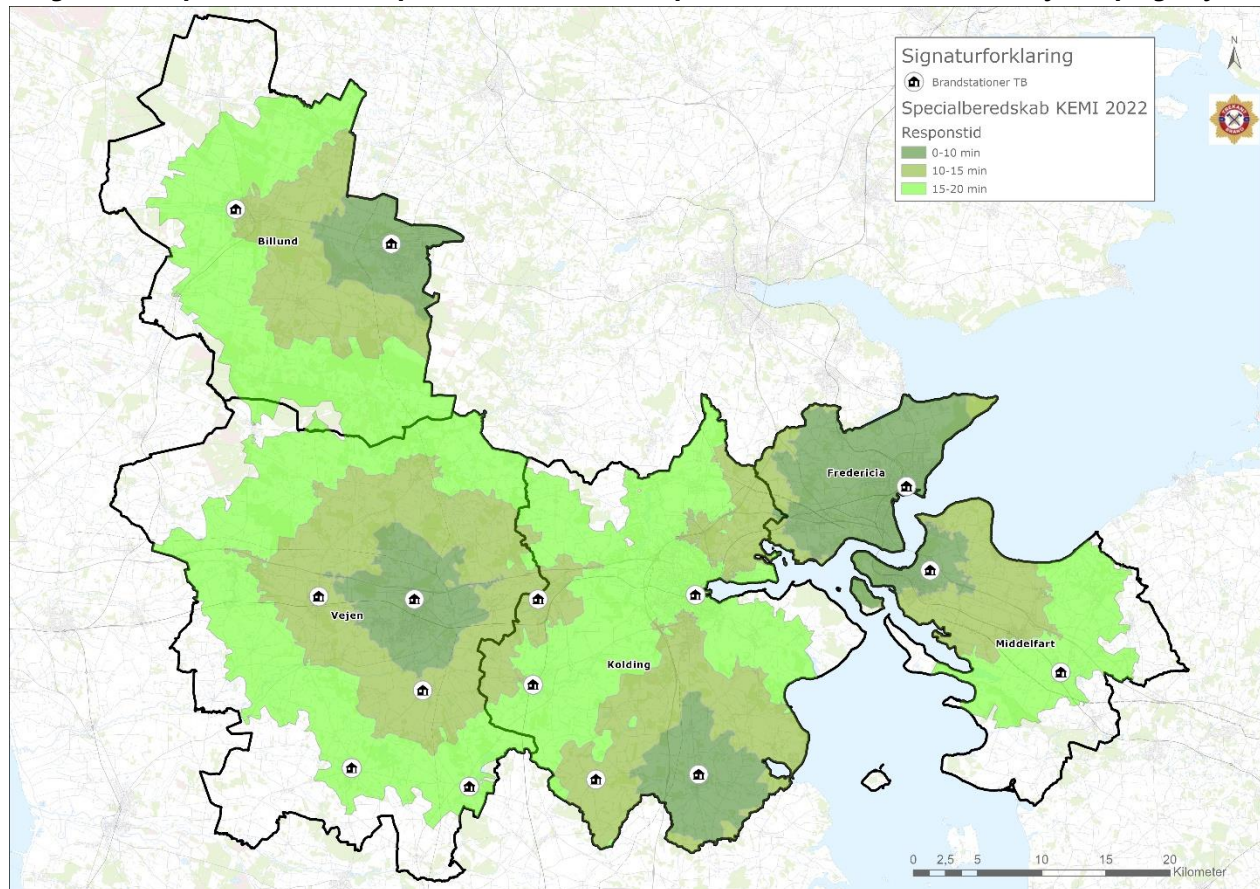 Signaturforklaring
Brandstationer TB
Specialberedskab KEMI 2022
Responstid
0-10 min
10-15 min
15-20 min
N
Billund
Fredericia
Vejen
Kolding
Middelfart
0 2,5 5 10 15 20
Kilometer